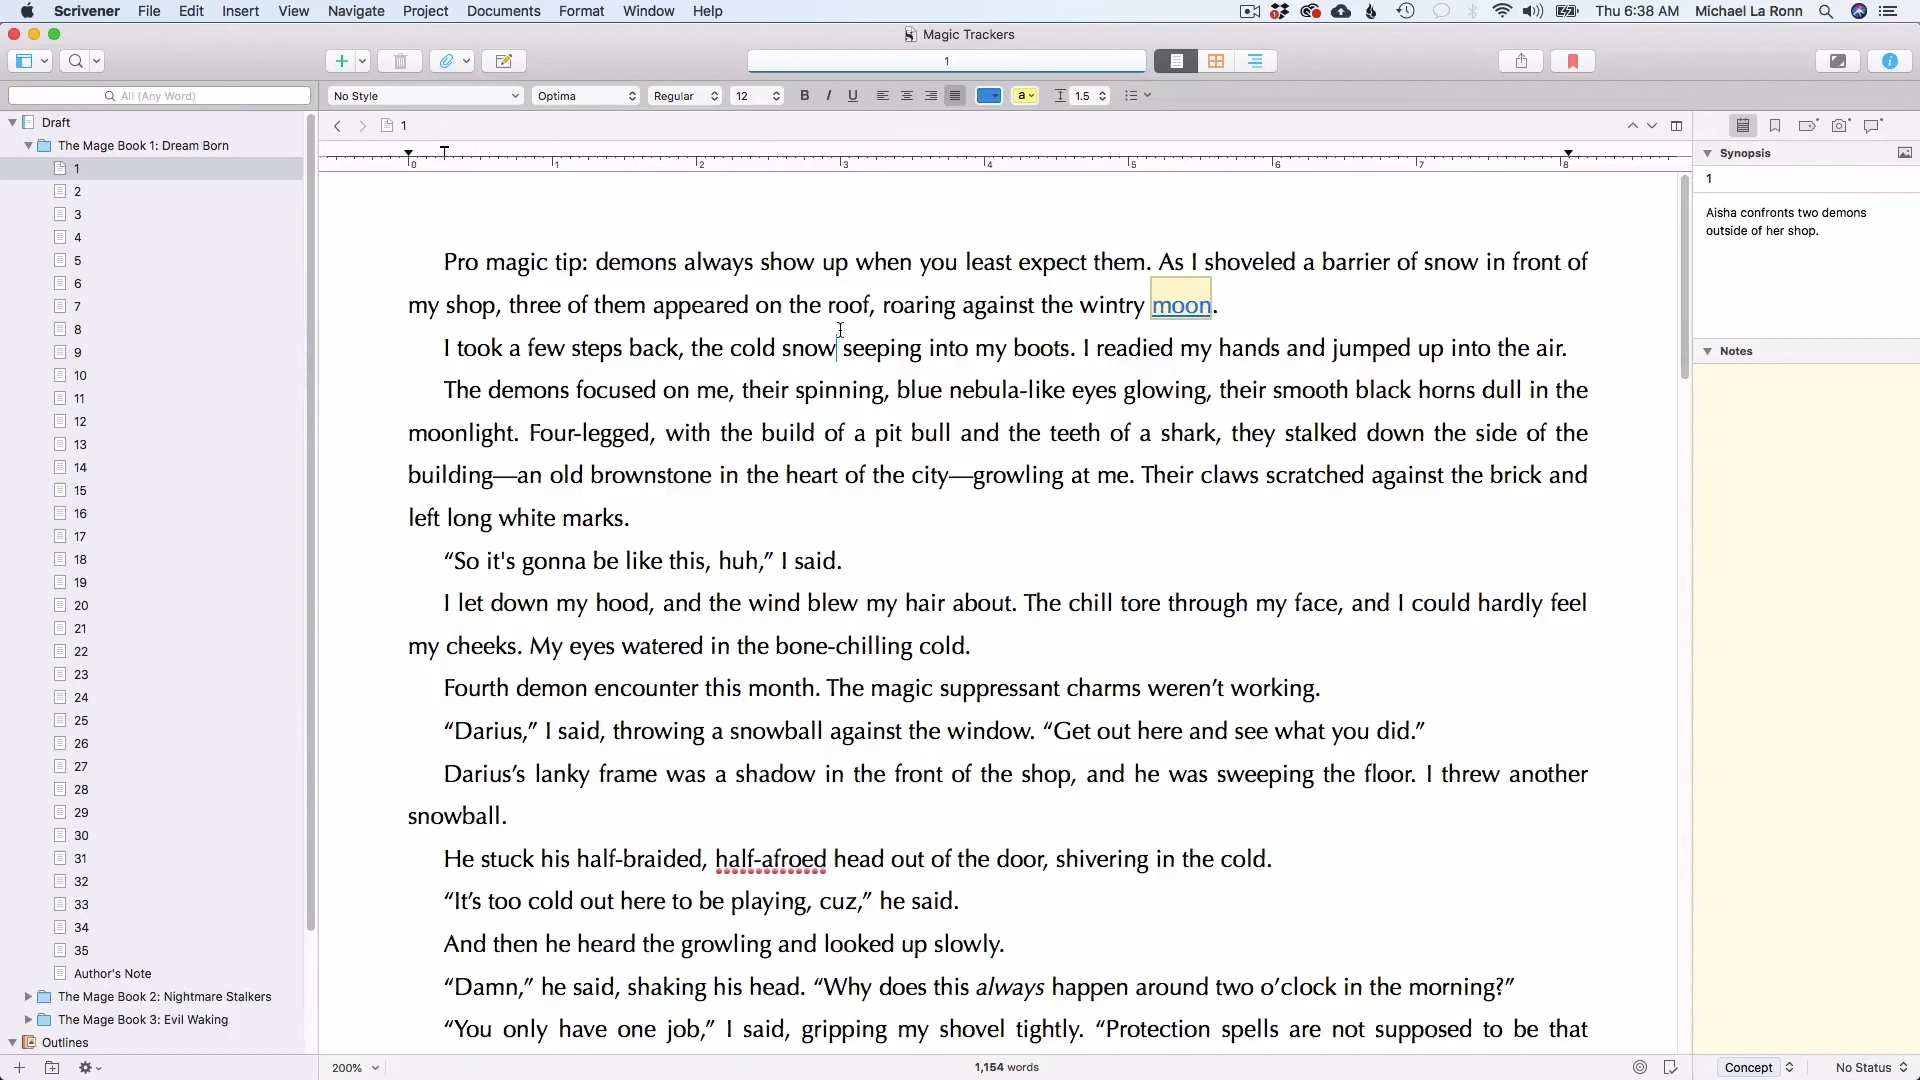 Scrivener File Edit Insert View Navigate Project Documents Format Window Help Thu 6:38 AM Michael La Ronn
Magic Trackers
1
All (Any Word)
No Style Optima Regular 12 B I U a 1.5
Draft
The Mage Book 1: Dream Born
1
2
3
4
5
6
7
8
9
10
11
12
13
14
15
16
17
18
19
20
21
22
23
24
25
26
27
28
29
30
31
32
33
34
35
Author's Note
The Mage Book 2: Nightmare Stalkers
The Mage Book 3: Evil Waking
Outlines
1
0 1 2 3 4 5 6 7 8
Pro magic tip: demons always show up when you least expect them. As I shoveled a barrier of snow in front of
my shop, three of them appeared on the roof, roaring against the wintry moon.
I took a few steps back, the cold snow seeping into my boots. I readied my hands and jumped up into the air.
The demons focused on me, their spinning, blue nebula-like eyes glowing, their smooth black horns dull in the
moonlight. Four-legged, with the build of a pit bull and the teeth of a shark, they stalked down the side of the
building—an old brownstone in the heart of the city—growling at me. Their claws scratched against the brick and
left long white marks.
“So it's gonna be like this, huh,” I said.
I let down my hood, and the wind blew my hair about. The chill tore through my face, and I could hardly feel
my cheeks. My eyes watered in the bone-chilling cold.
Fourth demon encounter this month. The magic suppressant charms weren’t working.
“Darius,” I said, throwing a snowball against the window. “Get out here and see what you did.”
Darius’s lanky frame was a shadow in the front of the shop, and he was sweeping the floor. I threw another
snowball.
He stuck his half-braided, half-afroed head out of the door, shivering in the cold.
“It’s too cold out here to be playing, cuz,” he said.
And then he heard the growling and looked up slowly.
“Damn,” he said, shaking his head. “Why does this always happen around two o’clock in the morning?”
“You only have one job,” I said, gripping my shovel tightly. “Protection spells are not supposed to be that
200% 1,154 words
Synopsis
1
Aisha confronts two demons
outside of her shop.
Notes
Concept No Status